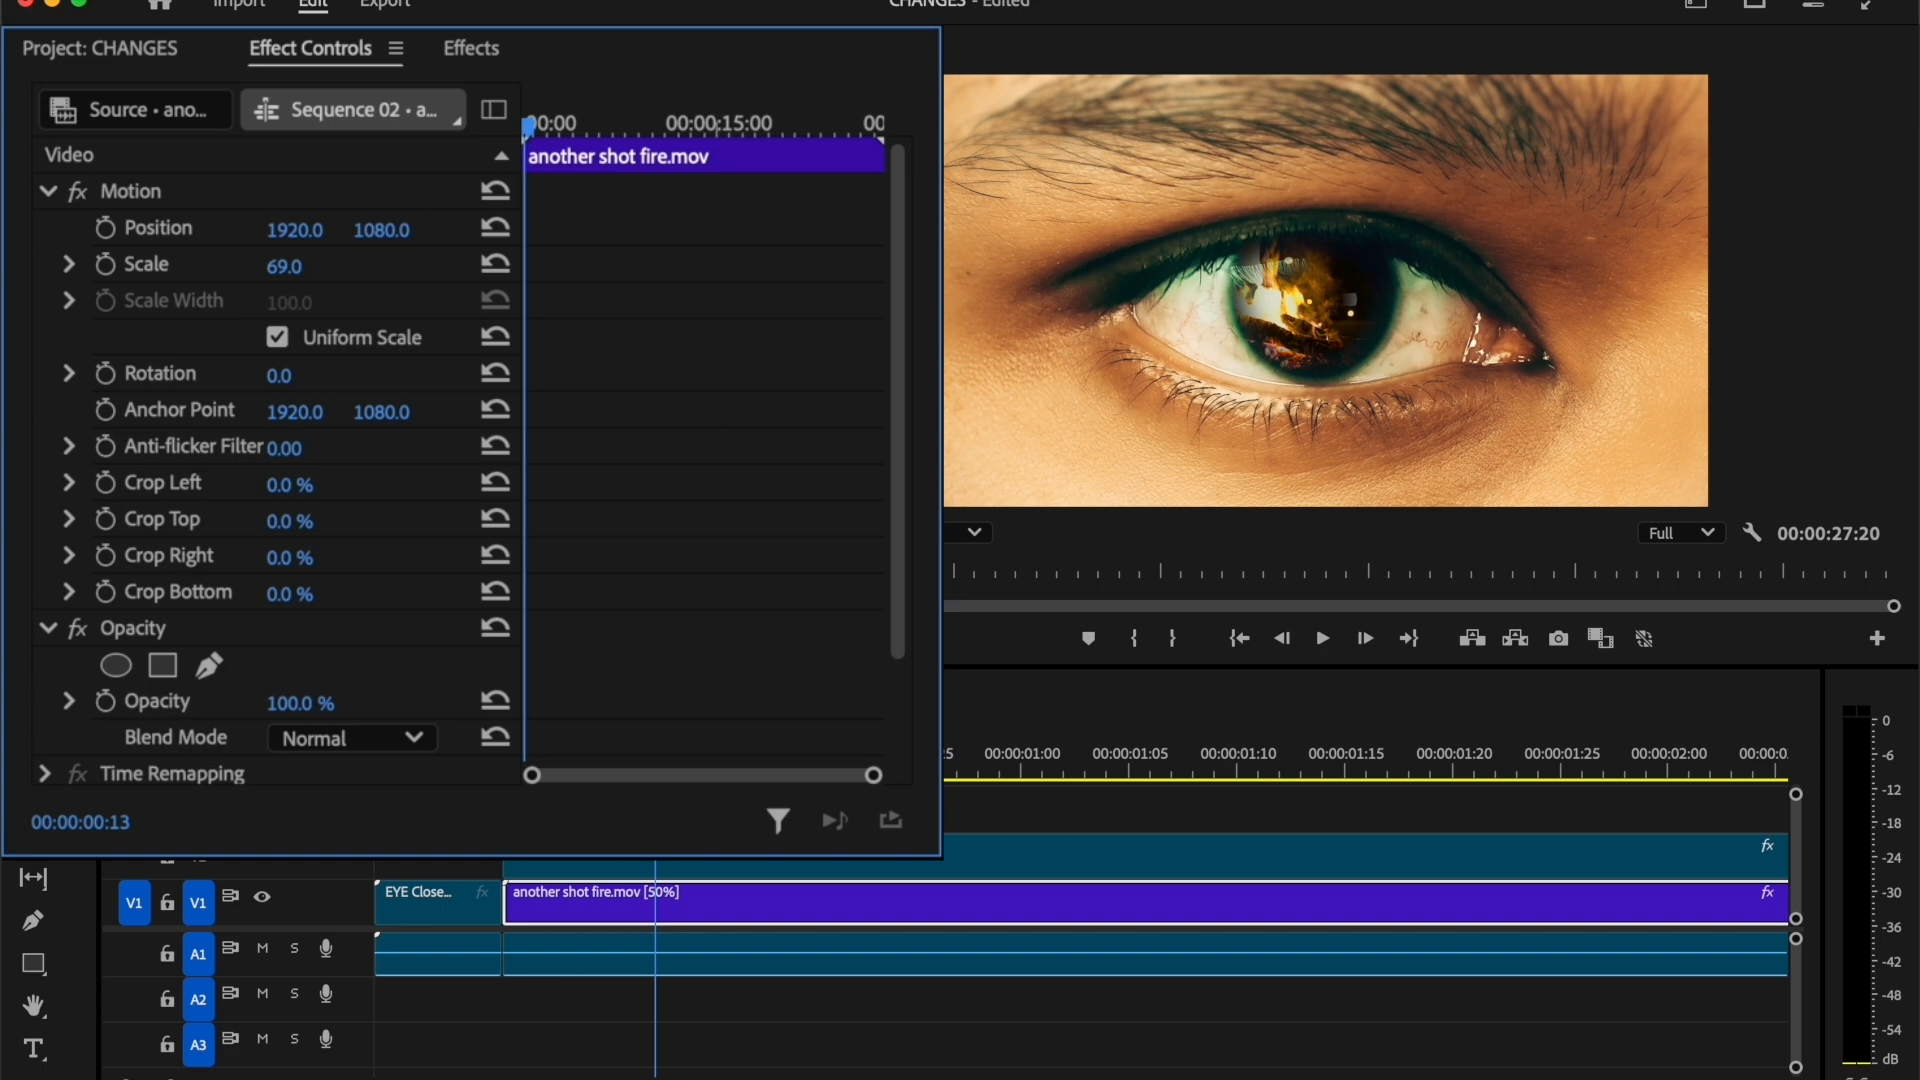 Import Edit Export
CHANGES - Edited
Project: CHANGES Effect Controls Effects
Source • ano... Sequence 02 • a...
00:00 00:00:15:00 00
Video
another shot fire.mov
fx Motion
Position 1920.0 1080.0
Scale 69.0
Scale Width 100.0
Uniform Scale
Rotation 0.0
Anchor Point 1920.0 1080.0
Anti-flicker Filter 0.00
Crop Left 0.0 %
Crop Top 0.0 %
Crop Right 0.0 %
Crop Bottom 0.0 %
fx Opacity
Opacity 100.0 %
Blend Mode Normal
fx Time Remapping
00:00:00:13
Full 00:00:27:20
00:00:01:00 00:00:01:05 00:00:01:10 00:00:01:15 00:00:01:20 00:00:01:25 00:00:02:00 00:00:0
fx
V1 V1 EYE Close... fx another shot fire.mov [50%] fx
A1 M S
A2 M S
A3 M S
T
0
-6
-12
-18
-24
-30
-36
-42
-48
-54
dB